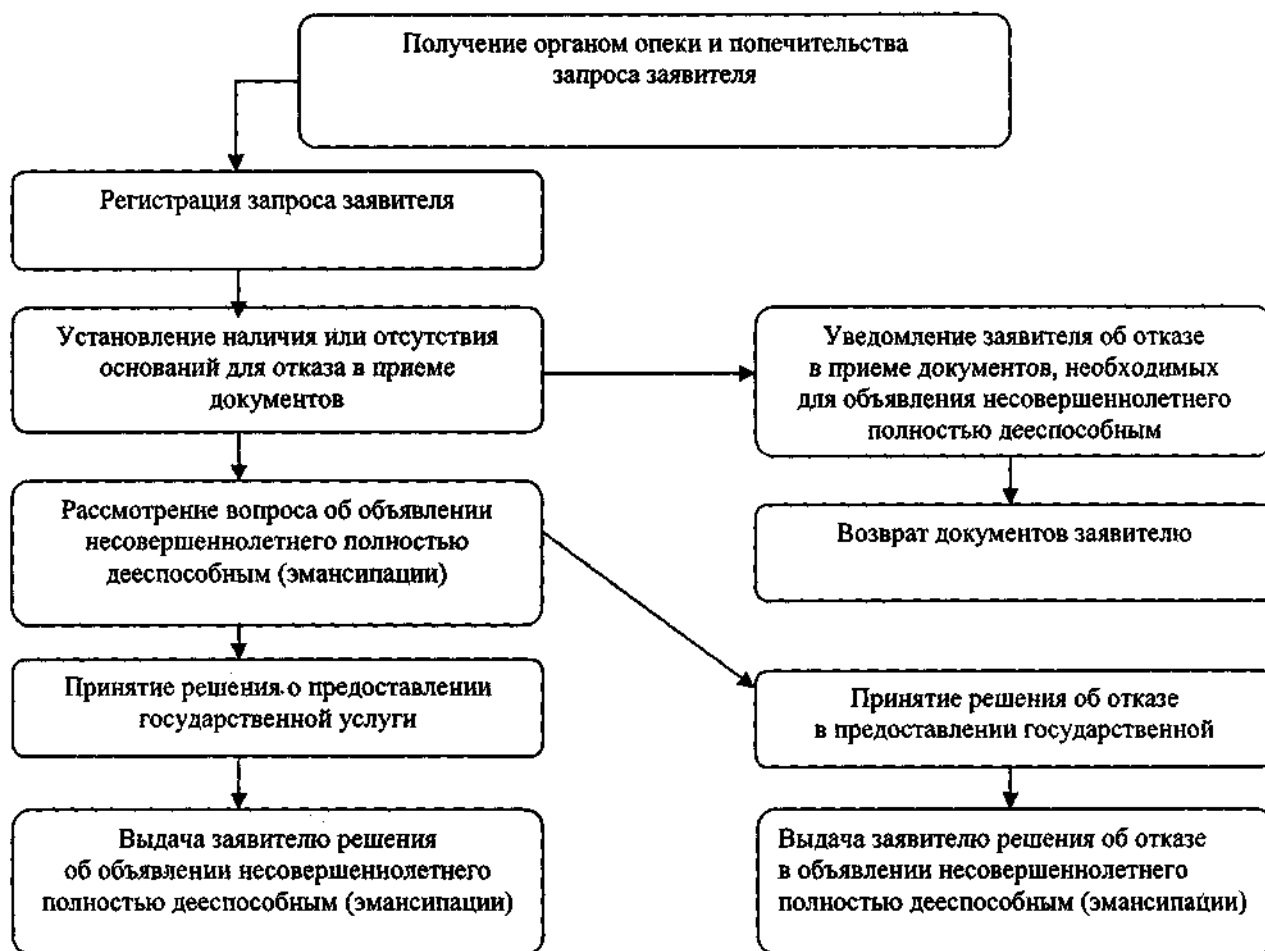 Получение органом опеки и попечительства
запроса заявителя
Регистрация запроса заявителя
Установление наличия или отсутствия
оснований для отказа в приеме
документов
Уведомление заявителя об отказе
в приеме документов, необходимых
для объявления несовершеннолетнего
полностью дееспособным
Рассмотрение вопроса об объявлении
несовершеннолетнего полностью
дееспособным (эмансипации)
Возврат документов заявителю
Принятие решения о предоставлении
государственной услуги
Принятие решения об отказе
в предоставлении государственной
Выдача заявителю решения
об объявлении несовершеннолетнего
полностью дееспособным (эмансипации)
Выдача заявителю решения об отказе
в объявлении несовершеннолетнего
полностью дееспособным (эмансипации)